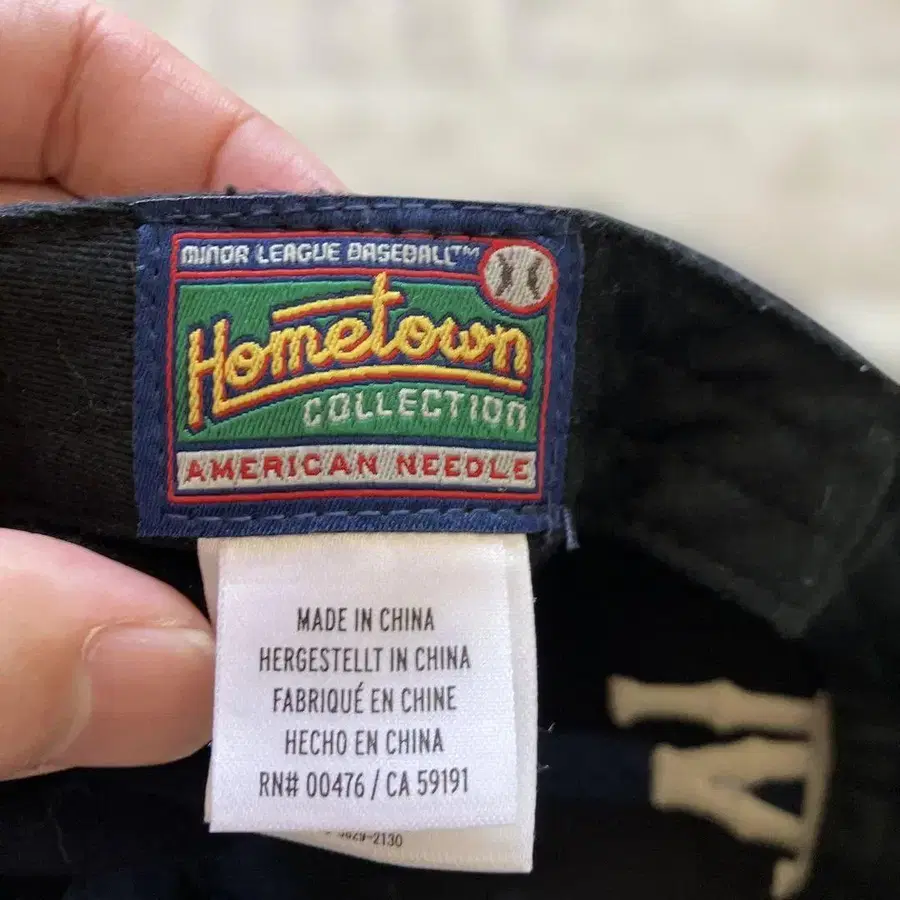 MINOR LEAGUE BASEBALL™
Hometown
COLLECTION
AMERICAN NEEDLE
MADE IN CHINA
HERGESTELLT IN CHINA
FABRIQUÉ EN CHINE
HECHO EN CHINA
RN# 00476 / CA 59191